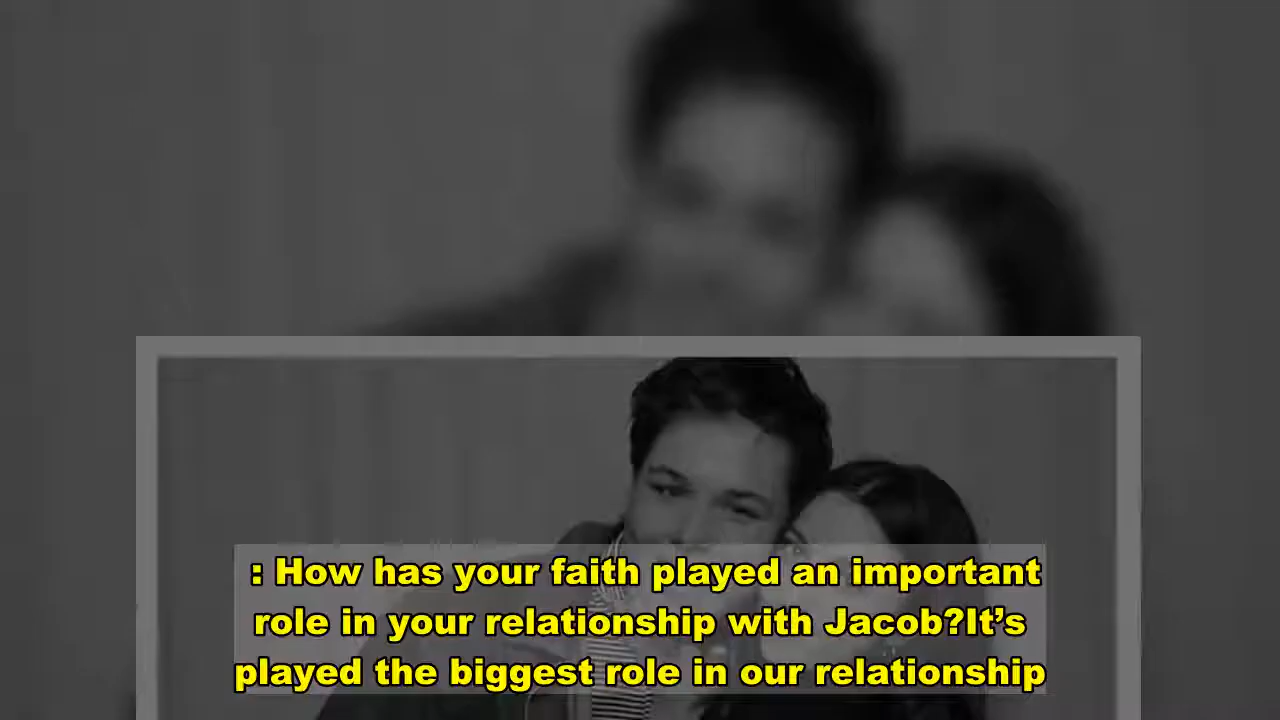 : How has your faith played an important
role in your relationship with Jacob?It’s
played the biggest role in our relationship